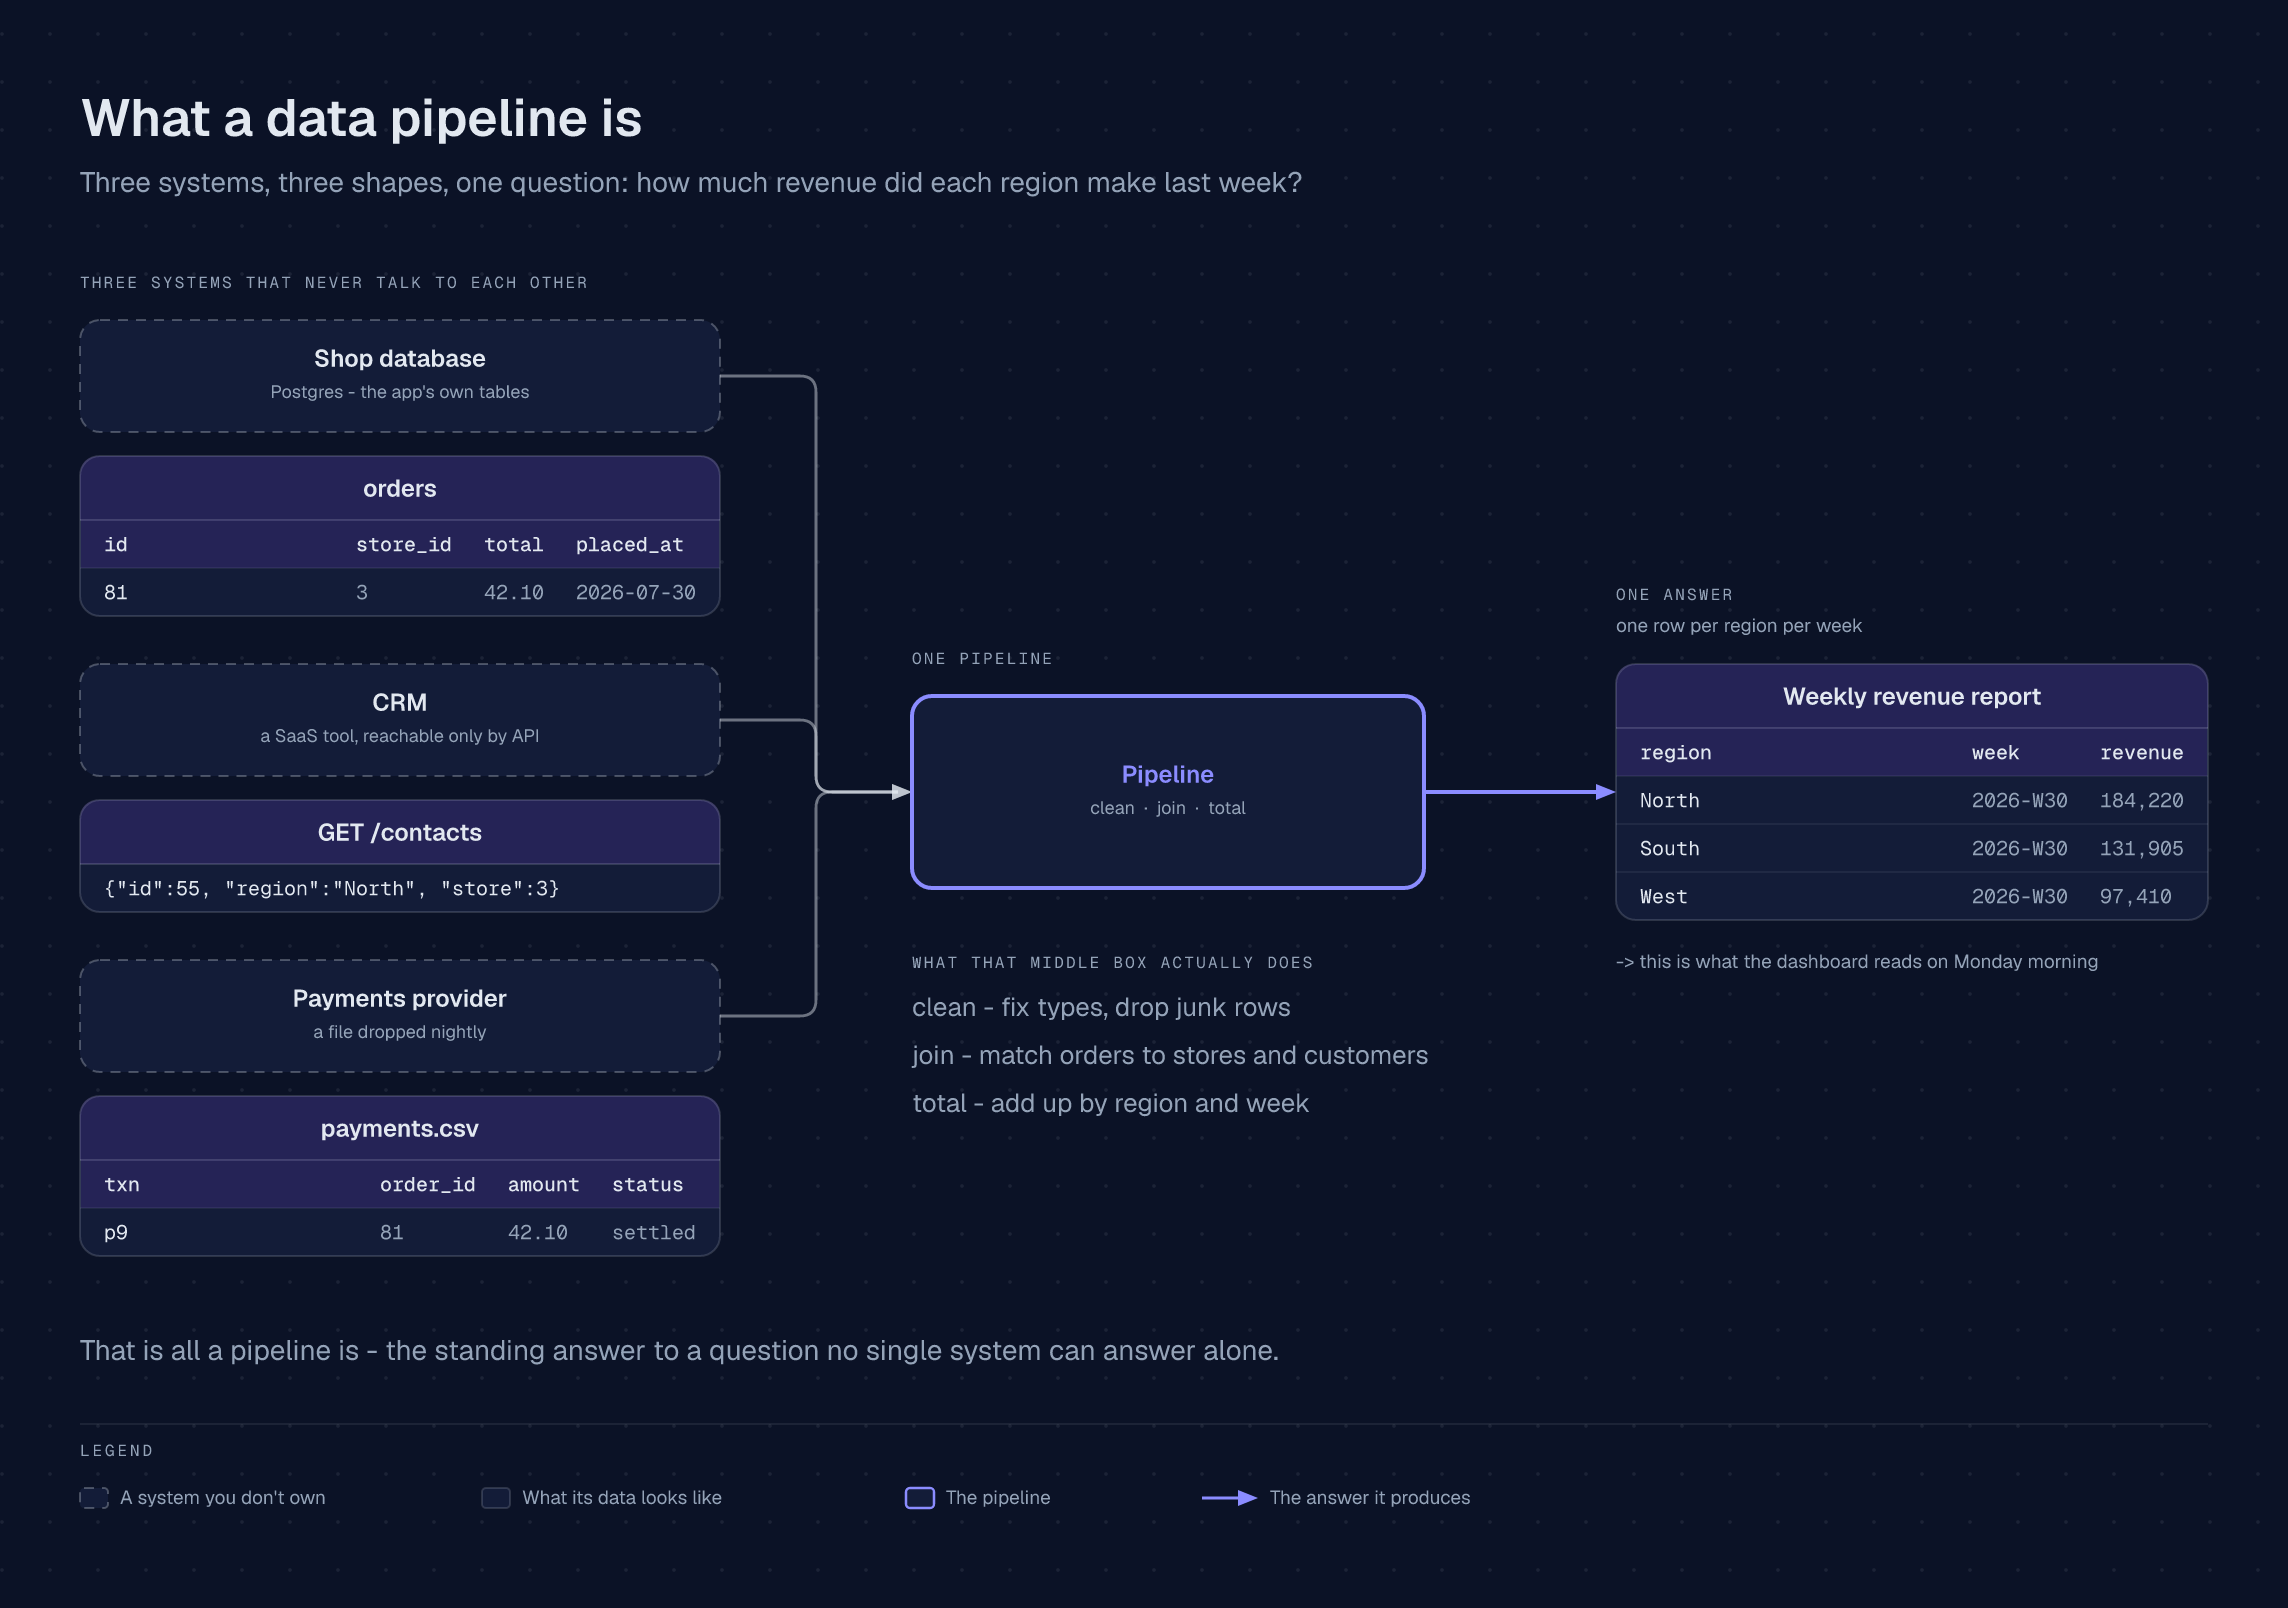 What a data pipeline is
Three systems, three shapes, one question: how much revenue did each region make last week?
THREE SYSTEMS THAT NEVER TALK TO EACH OTHER
Shop database
Postgres - the app's own tables
orders
id store_id total placed_at
81 3 42.10 2026-07-30
CRM
a SaaS tool, reachable only by API
GET /contacts
{"id":55, "region":"North", "store":3}
Payments provider
a file dropped nightly
payments.csv
txn order_id amount status
p9 81 42.10 settled
ONE PIPELINE
Pipeline
clean · join · total
WHAT THAT MIDDLE BOX ACTUALLY DOES
clean - fix types, drop junk rows
join - match orders to stores and customers
total - add up by region and week
ONE ANSWER
one row per region per week
Weekly revenue report
region week revenue
North 2026-W30 184,220
South 2026-W30 131,905
West 2026-W30 97,410
-> this is what the dashboard reads on Monday morning
That is all a pipeline is - the standing answer to a question no single system can answer alone.
LEGEND
A system you don't own
What its data looks like
The pipeline
The answer it produces